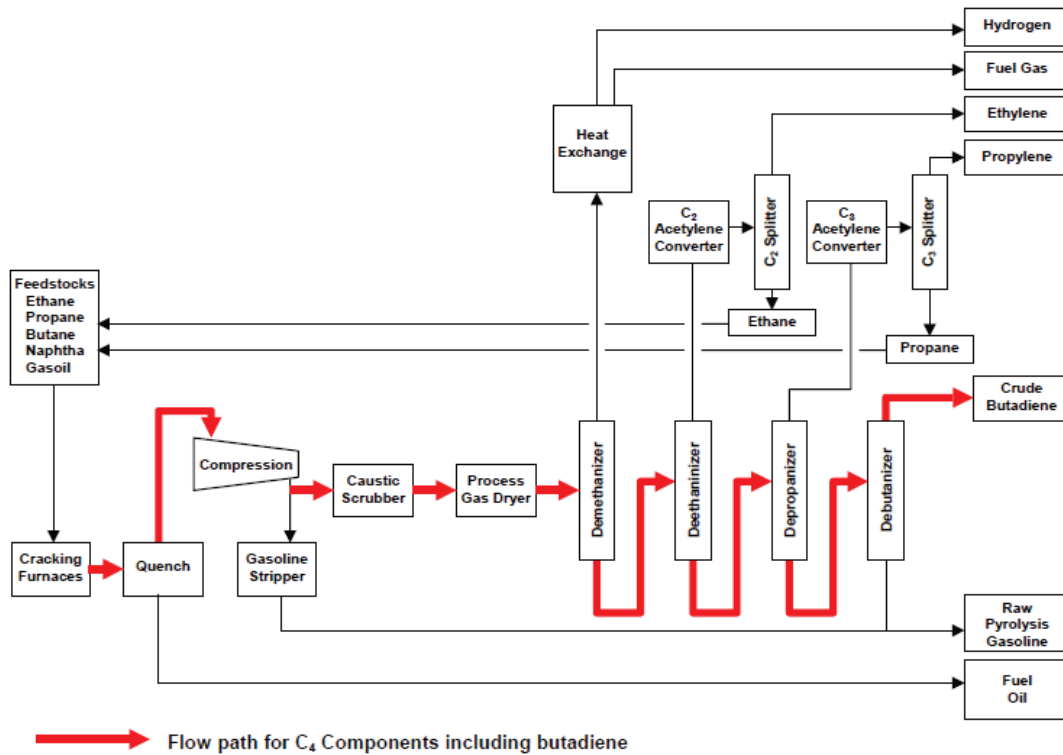 Hydrogen
Fuel Gas
Ethylene
Propylene
Heat
Exchange
C2
Acetylene
Converter
C2 Splitter
C3
Acetylene
Converter
C3 Splitter
Ethane
Propane
Feedstocks
Ethane
Propane
Butane
Naphtha
Gasoil
Crude
Butadiene
Compression
Caustic
Scrubber
Process
Gas Dryer
Demethanizer
Deethaninizer
Depropanizer
Debutanizer
Cracking
Furnaces
Quench
Gasoline
Stripper
Raw
Pyrolysis
Gasoline
Fuel
Oil
Flow path for C4 Components including butadiene